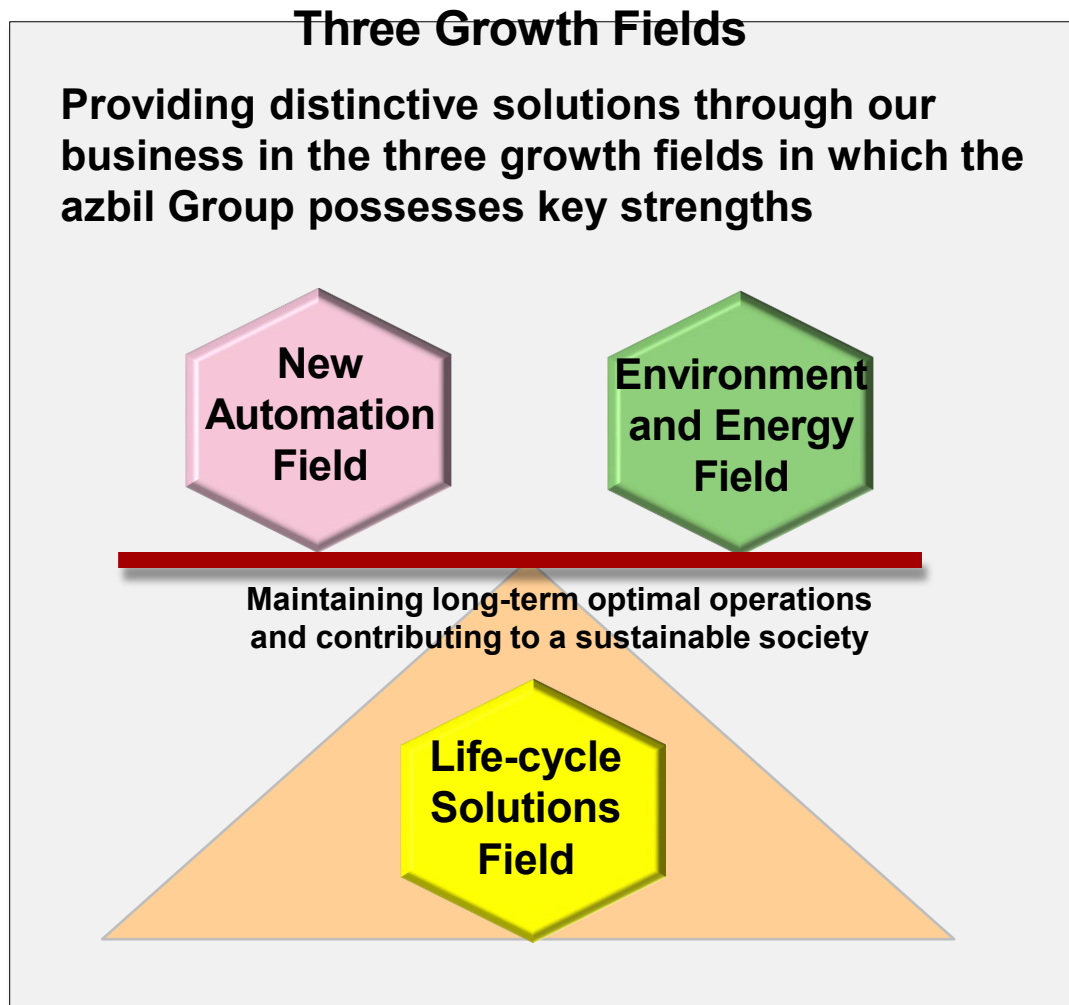 Three Growth Fields
Providing distinctive solutions through our
business in the three growth fields in which the
azbil Group possesses key strengths
New
Automation
Field
Environment
and Energy
Field
Maintaining long-term optimal operations
and contributing to a sustainable society
Life-cycle
Solutions
Field